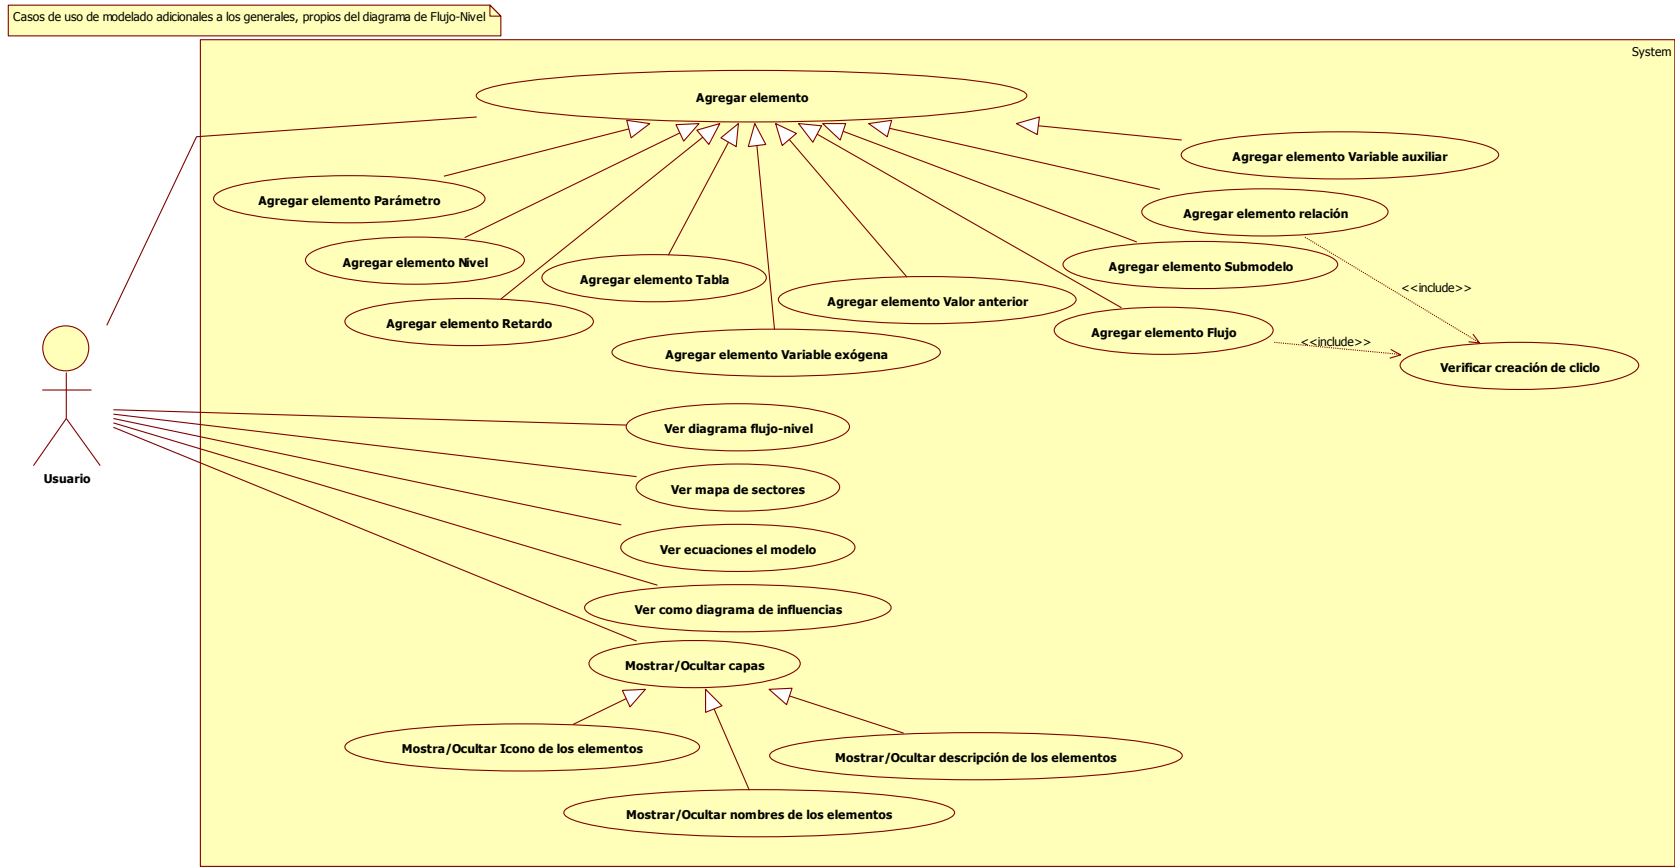 Casos de uso de modelado adicionales a los generales, propios del diagrama de Flujo-Nivel
System
Agregar elemento
Agregar elemento Variable auxiliar
Agregar elemento Parámetro
Agregar elemento relación
Agregar elemento Nivel
Agregar elemento Submodelo
Agregar elemento Tabla
<<include>>
Agregar elemento Valor anterior
Agregar elemento Retardo
Agregar elemento Flujo
<<include>>
Agregar elemento Variable exógena
Verificar creación de cliclo
Ver diagrama flujo-nivel
Usuario
Ver mapa de sectores
Ver ecuaciones el modelo
Ver como diagrama de influencias
Mostrar/Ocultar capas
Mostra/Ocultar Icono de los elementos
Mostrar/Ocultar descripción de los elementos
Mostrar/Ocultar nombres de los elementos